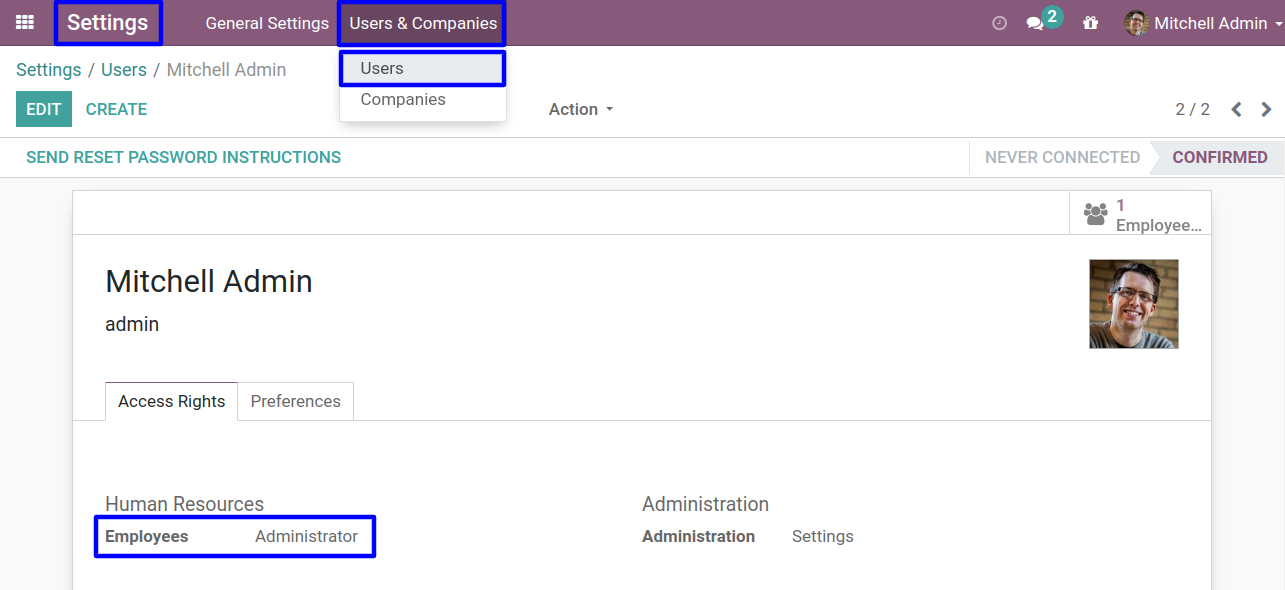 Settings General Settings Users & Companies 2 Mitchell Admin
Settings / Users / Mitchell Admin
Users
Companies
EDIT CREATE Action 2 / 2
SEND RESET PASSWORD INSTRUCTIONS NEVER CONNECTED CONFIRMED
1
Employee...
Mitchell Admin
admin
Access Rights Preferences
Human Resources Administration
Employees Administrator Administration Settings